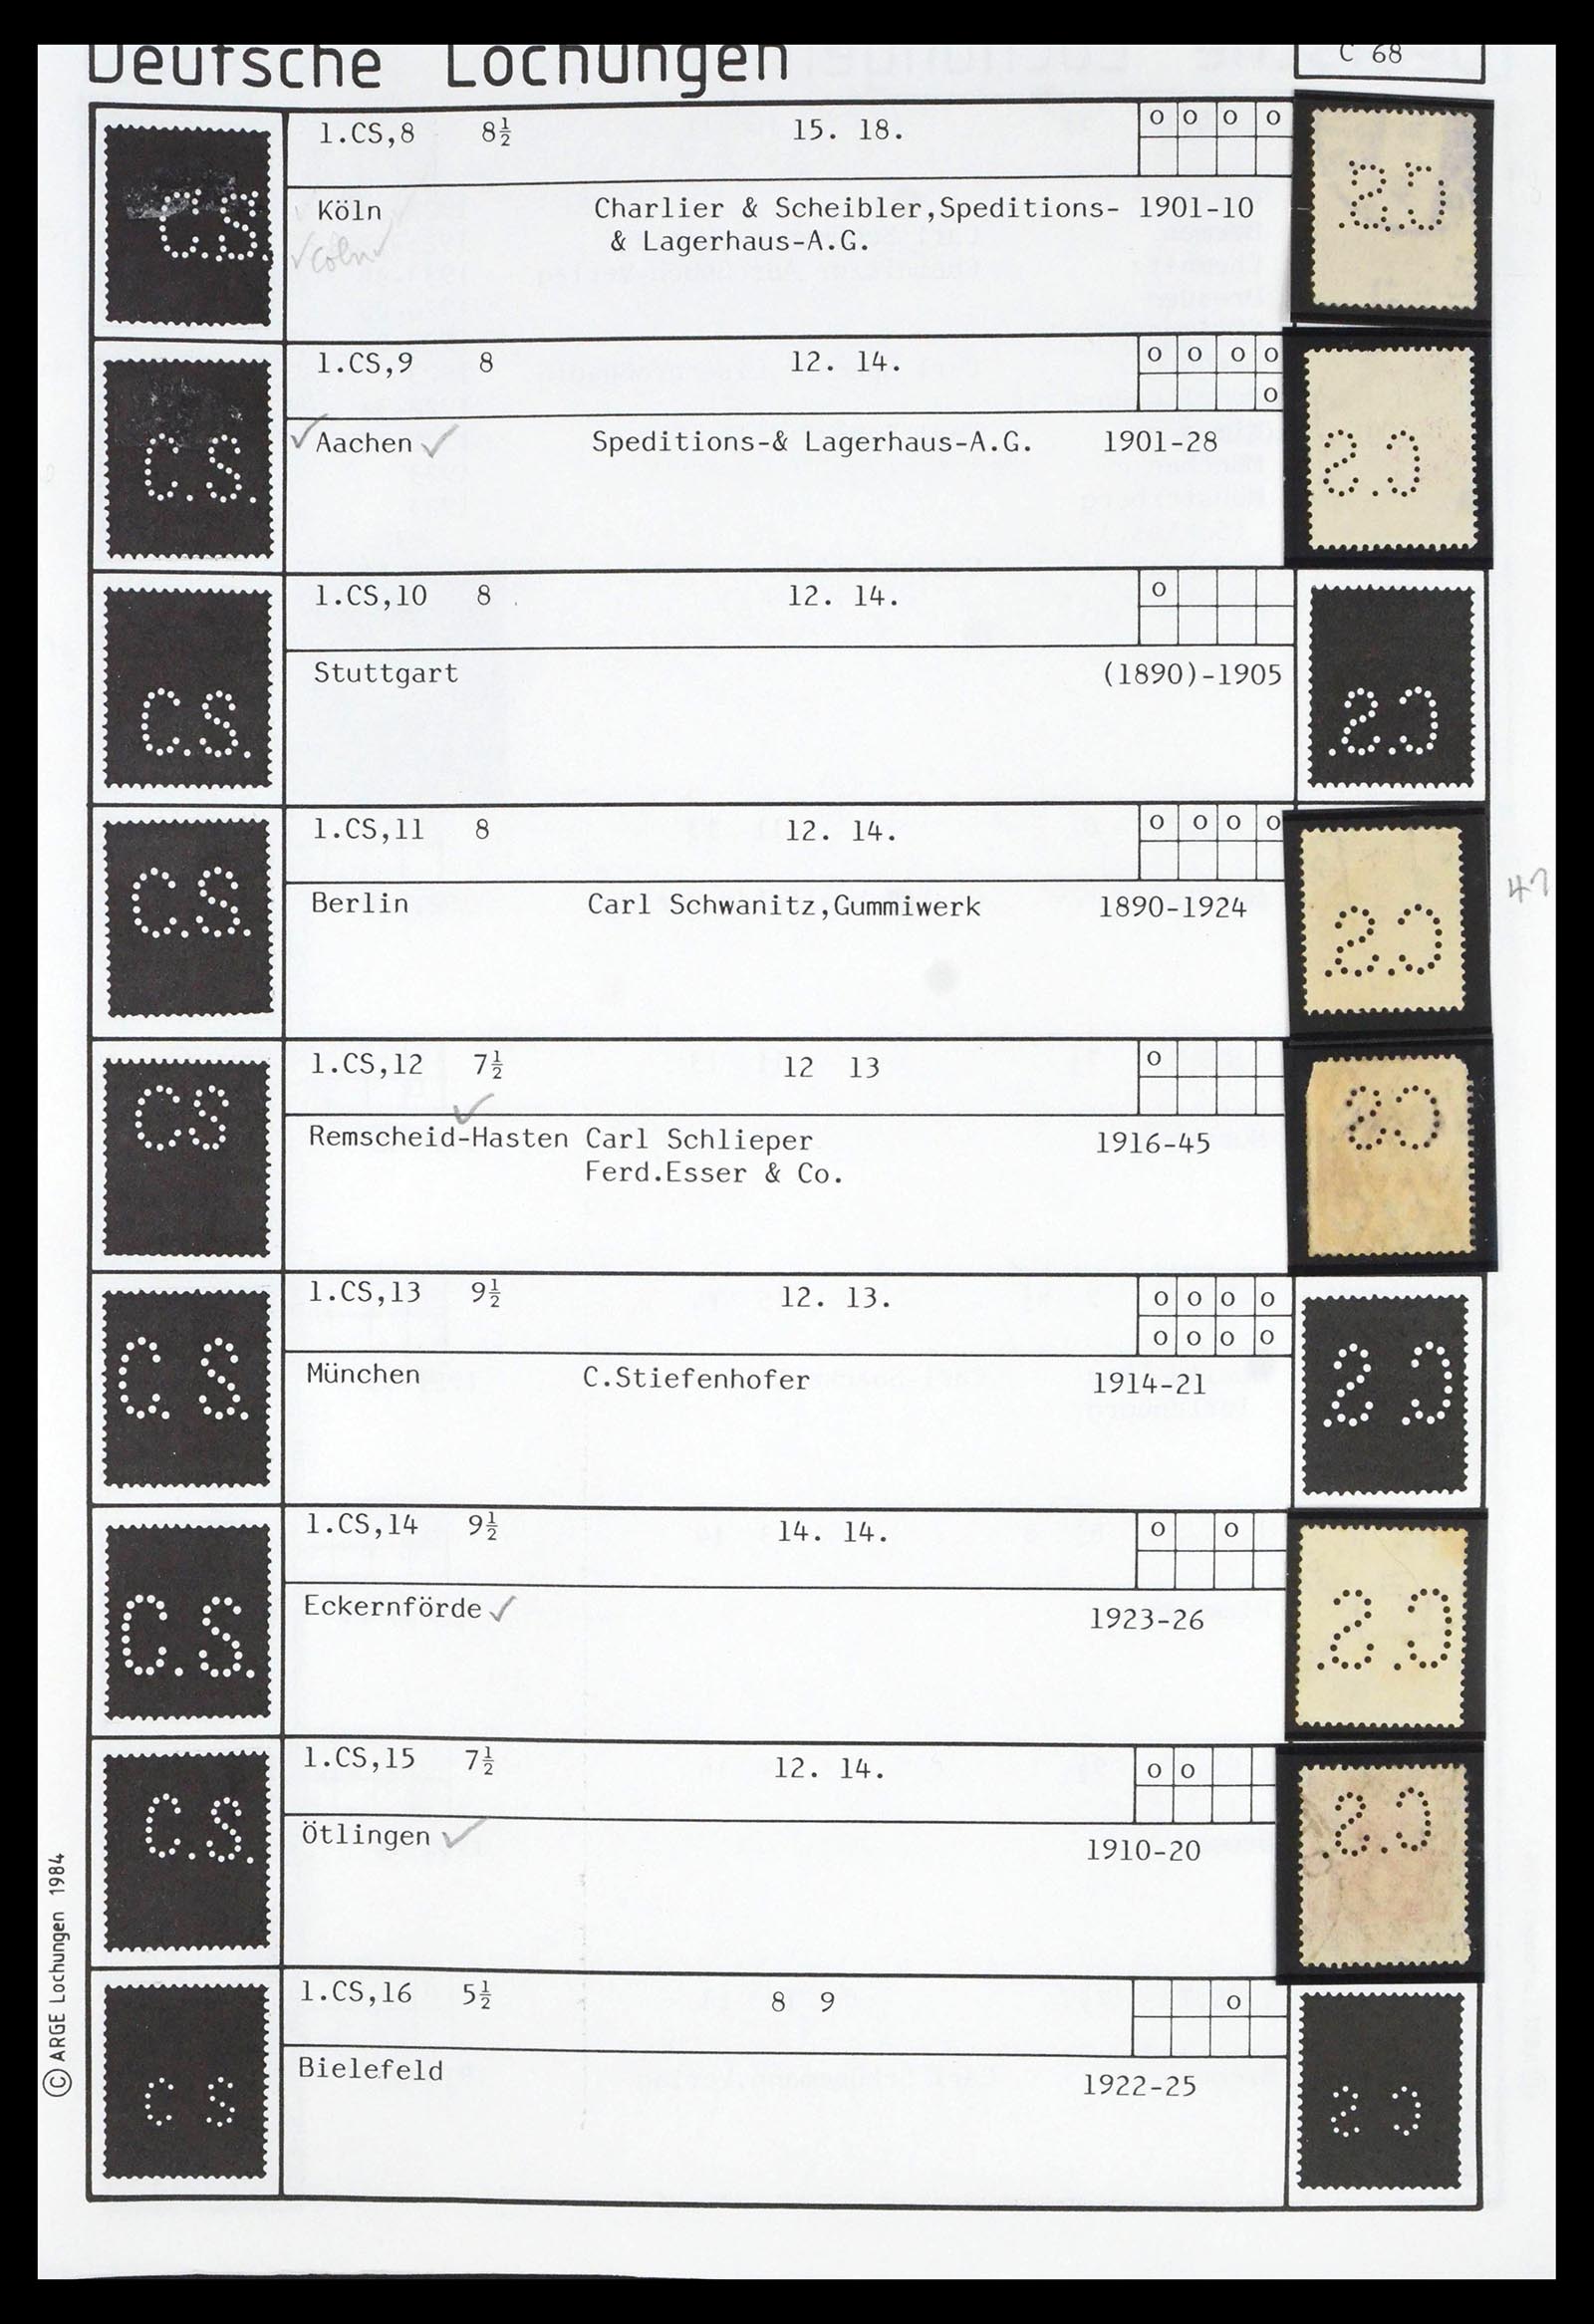 Deutsche Lochungen
C 68
1.CS,8 8½ 15. 18. o o o o
Köln Charlier & Scheibler,Speditions- 1901-10
& Lagerhaus-A.G.
Cöln
1.CS,9 8 12. 14. o o o o
o
Aachen Speditions-& Lagerhaus-A.G. 1901-28
1.CS,10 8 12. 14. o
Stuttgart (1890)-1905
1.CS,11 8 12. 14. o o o o
Berlin Carl Schwanitz,Gummiwerk 1890-1924
47
1.CS,12 7½ 12 13 o
Remscheid-Hasten Carl Schlieper 1916-45
Ferd.Esser & Co.
1.CS,13 9½ 12. 13. o o o o
o o o o
München C.Stiefenhofer 1914-21
1.CS,14 9½ 14. 14. o o
Eckernförde 1923-26
1.CS,15 7½ 12. 14. o o
Ötlingen 1910-20
1.CS,16 5½ 8 9 o
Bielefeld 1922-25
C.S.
C.S.
C.S.
C.S.
CS
C. S.
C.S.
C.S.
C S
© ARGE Lochungen 1984